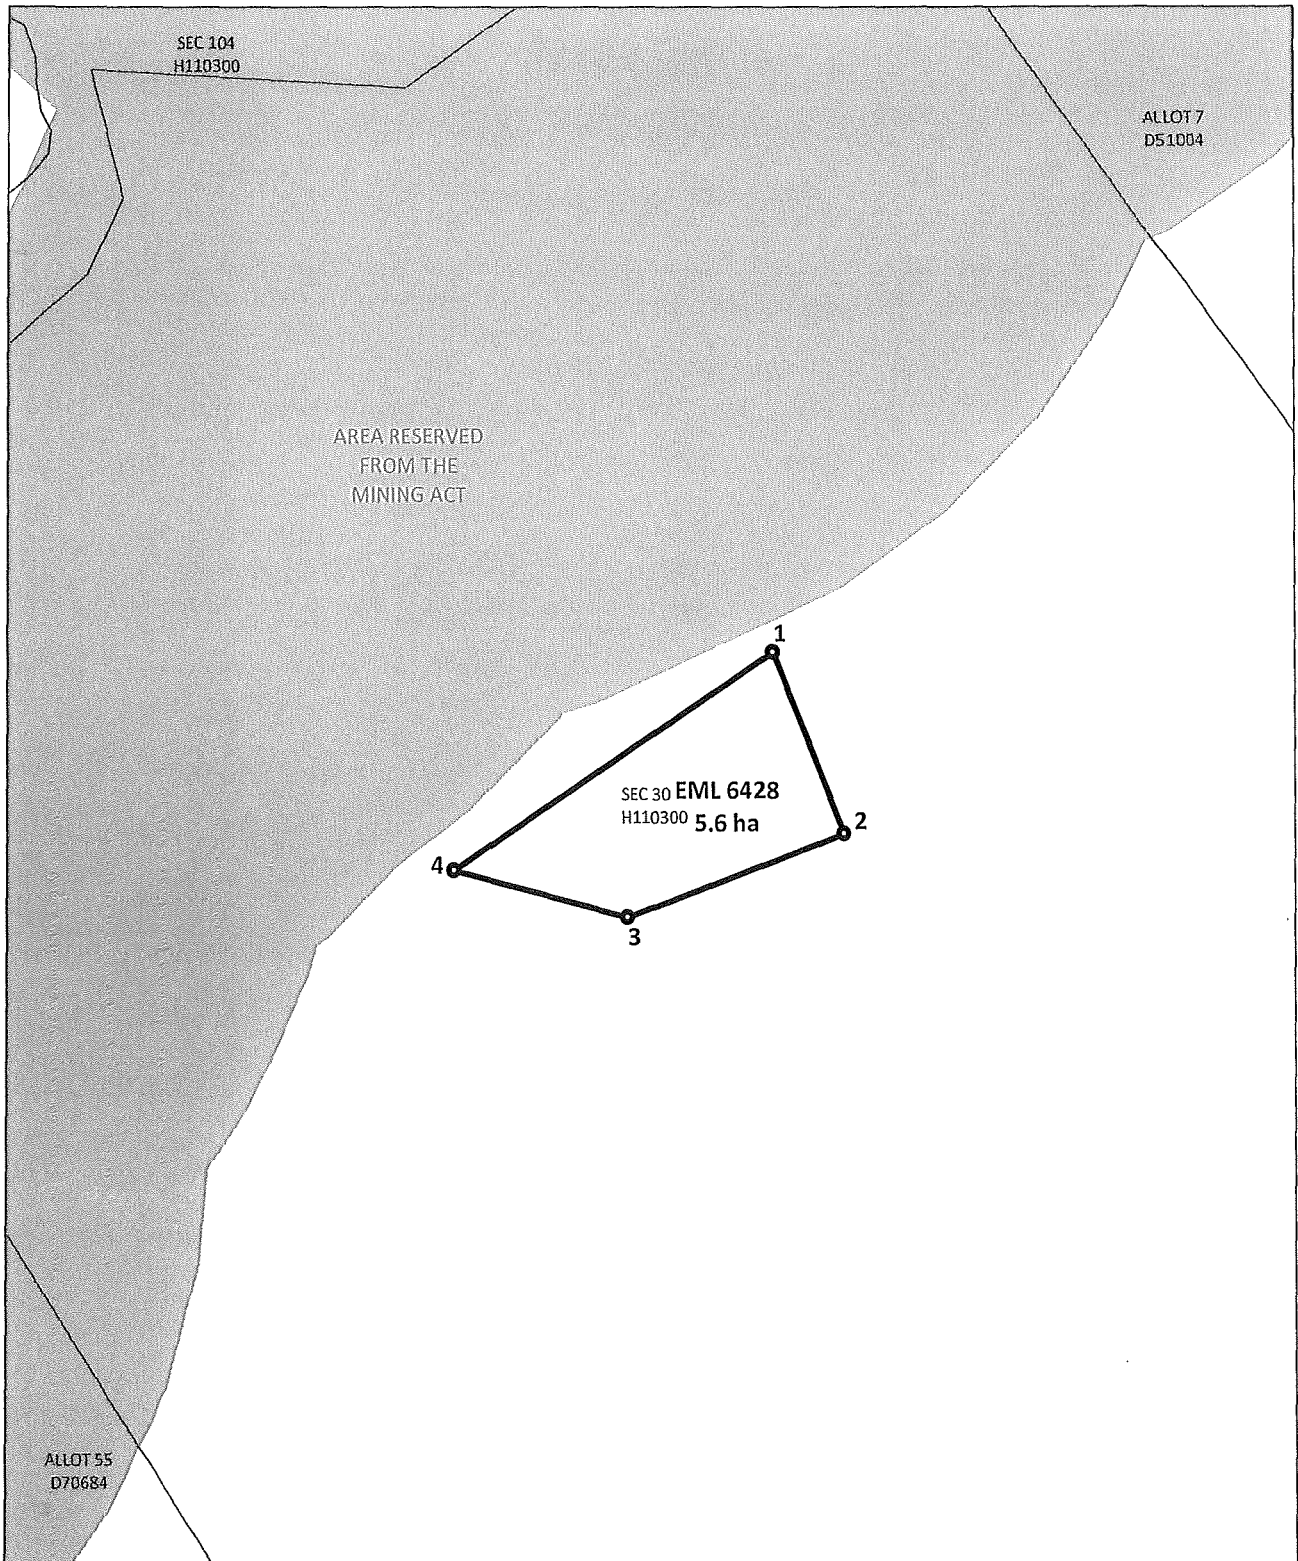 SEC 104
H110300
ALLOT 7
D51004
AREA RESERVED
FROM THE
MINING ACT
1
SEC 30 EML 6428
H110300 5.6 ha
2
4
3
ALLOT 55
D70684